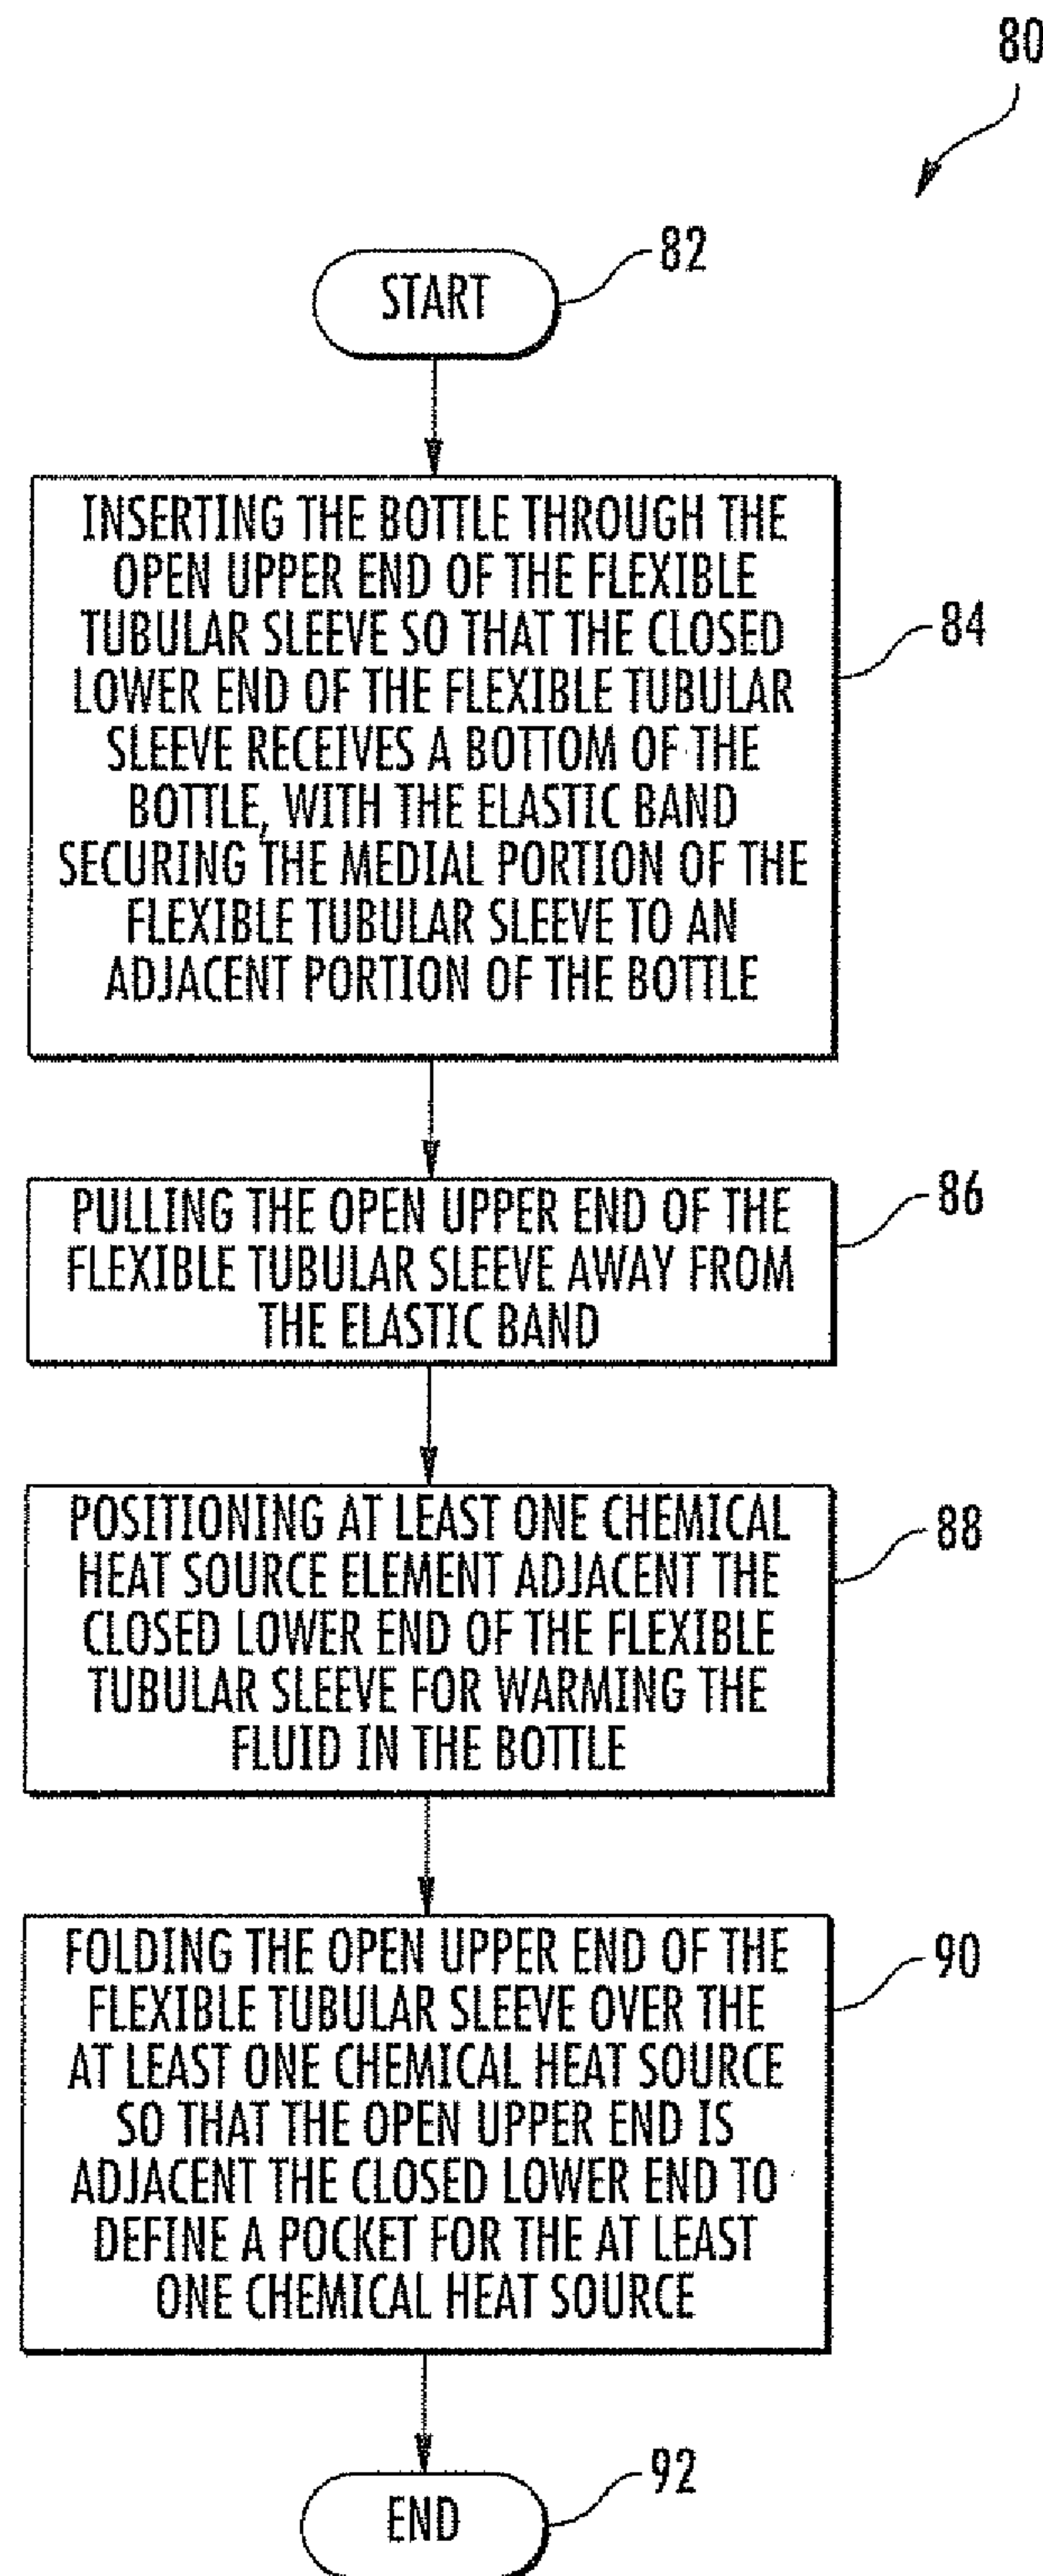 80
START
82
INSERTING THE BOTTLE THROUGH THE
OPEN UPPER END OF THE FLEXIBLE
TUBULAR SLEEVE SO THAT THE CLOSED
LOWER END OF THE FLEXIBLE TUBULAR
SLEEVE RECEIVES A BOTTOM OF THE
BOTTLE, WITH THE ELASTIC BAND
SECURING THE MEDIAL PORTION OF THE
FLEXIBLE TUBULAR SLEEVE TO AN
ADJACENT PORTION OF THE BOTTLE
84
PULLING THE OPEN UPPER END OF THE
FLEXIBLE TUBULAR SLEEVE AWAY FROM
THE ELASTIC BAND
86
POSITIONING AT LEAST ONE CHEMICAL
HEAT SOURCE ELEMENT ADJACENT THE
CLOSED LOWER END OF THE FLEXIBLE
TUBULAR SLEEVE FOR WARMING THE
FLUID IN THE BOTTLE
88
FOLDING THE OPEN UPPER END OF THE
FLEXIBLE TUBULAR SLEEVE OVER THE
AT LEAST ONE CHEMICAL HEAT SOURCE
SO THAT THE OPEN UPPER END IS
ADJACENT THE CLOSED LOWER END TO
DEFINE A POCKET FOR THE AT LEAST
ONE CHEMICAL HEAT SOURCE
90
END
92